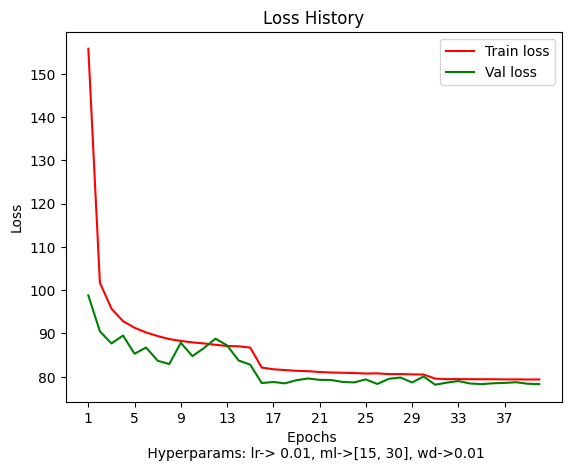 Loss History
Train loss
Val loss
150
140
130
120
110
100
90
80
Loss
1 5 9 13 17 21 25 29 33 37
Epochs
Hyperparams: lr-> 0.01, ml->[15, 30], wd->0.01